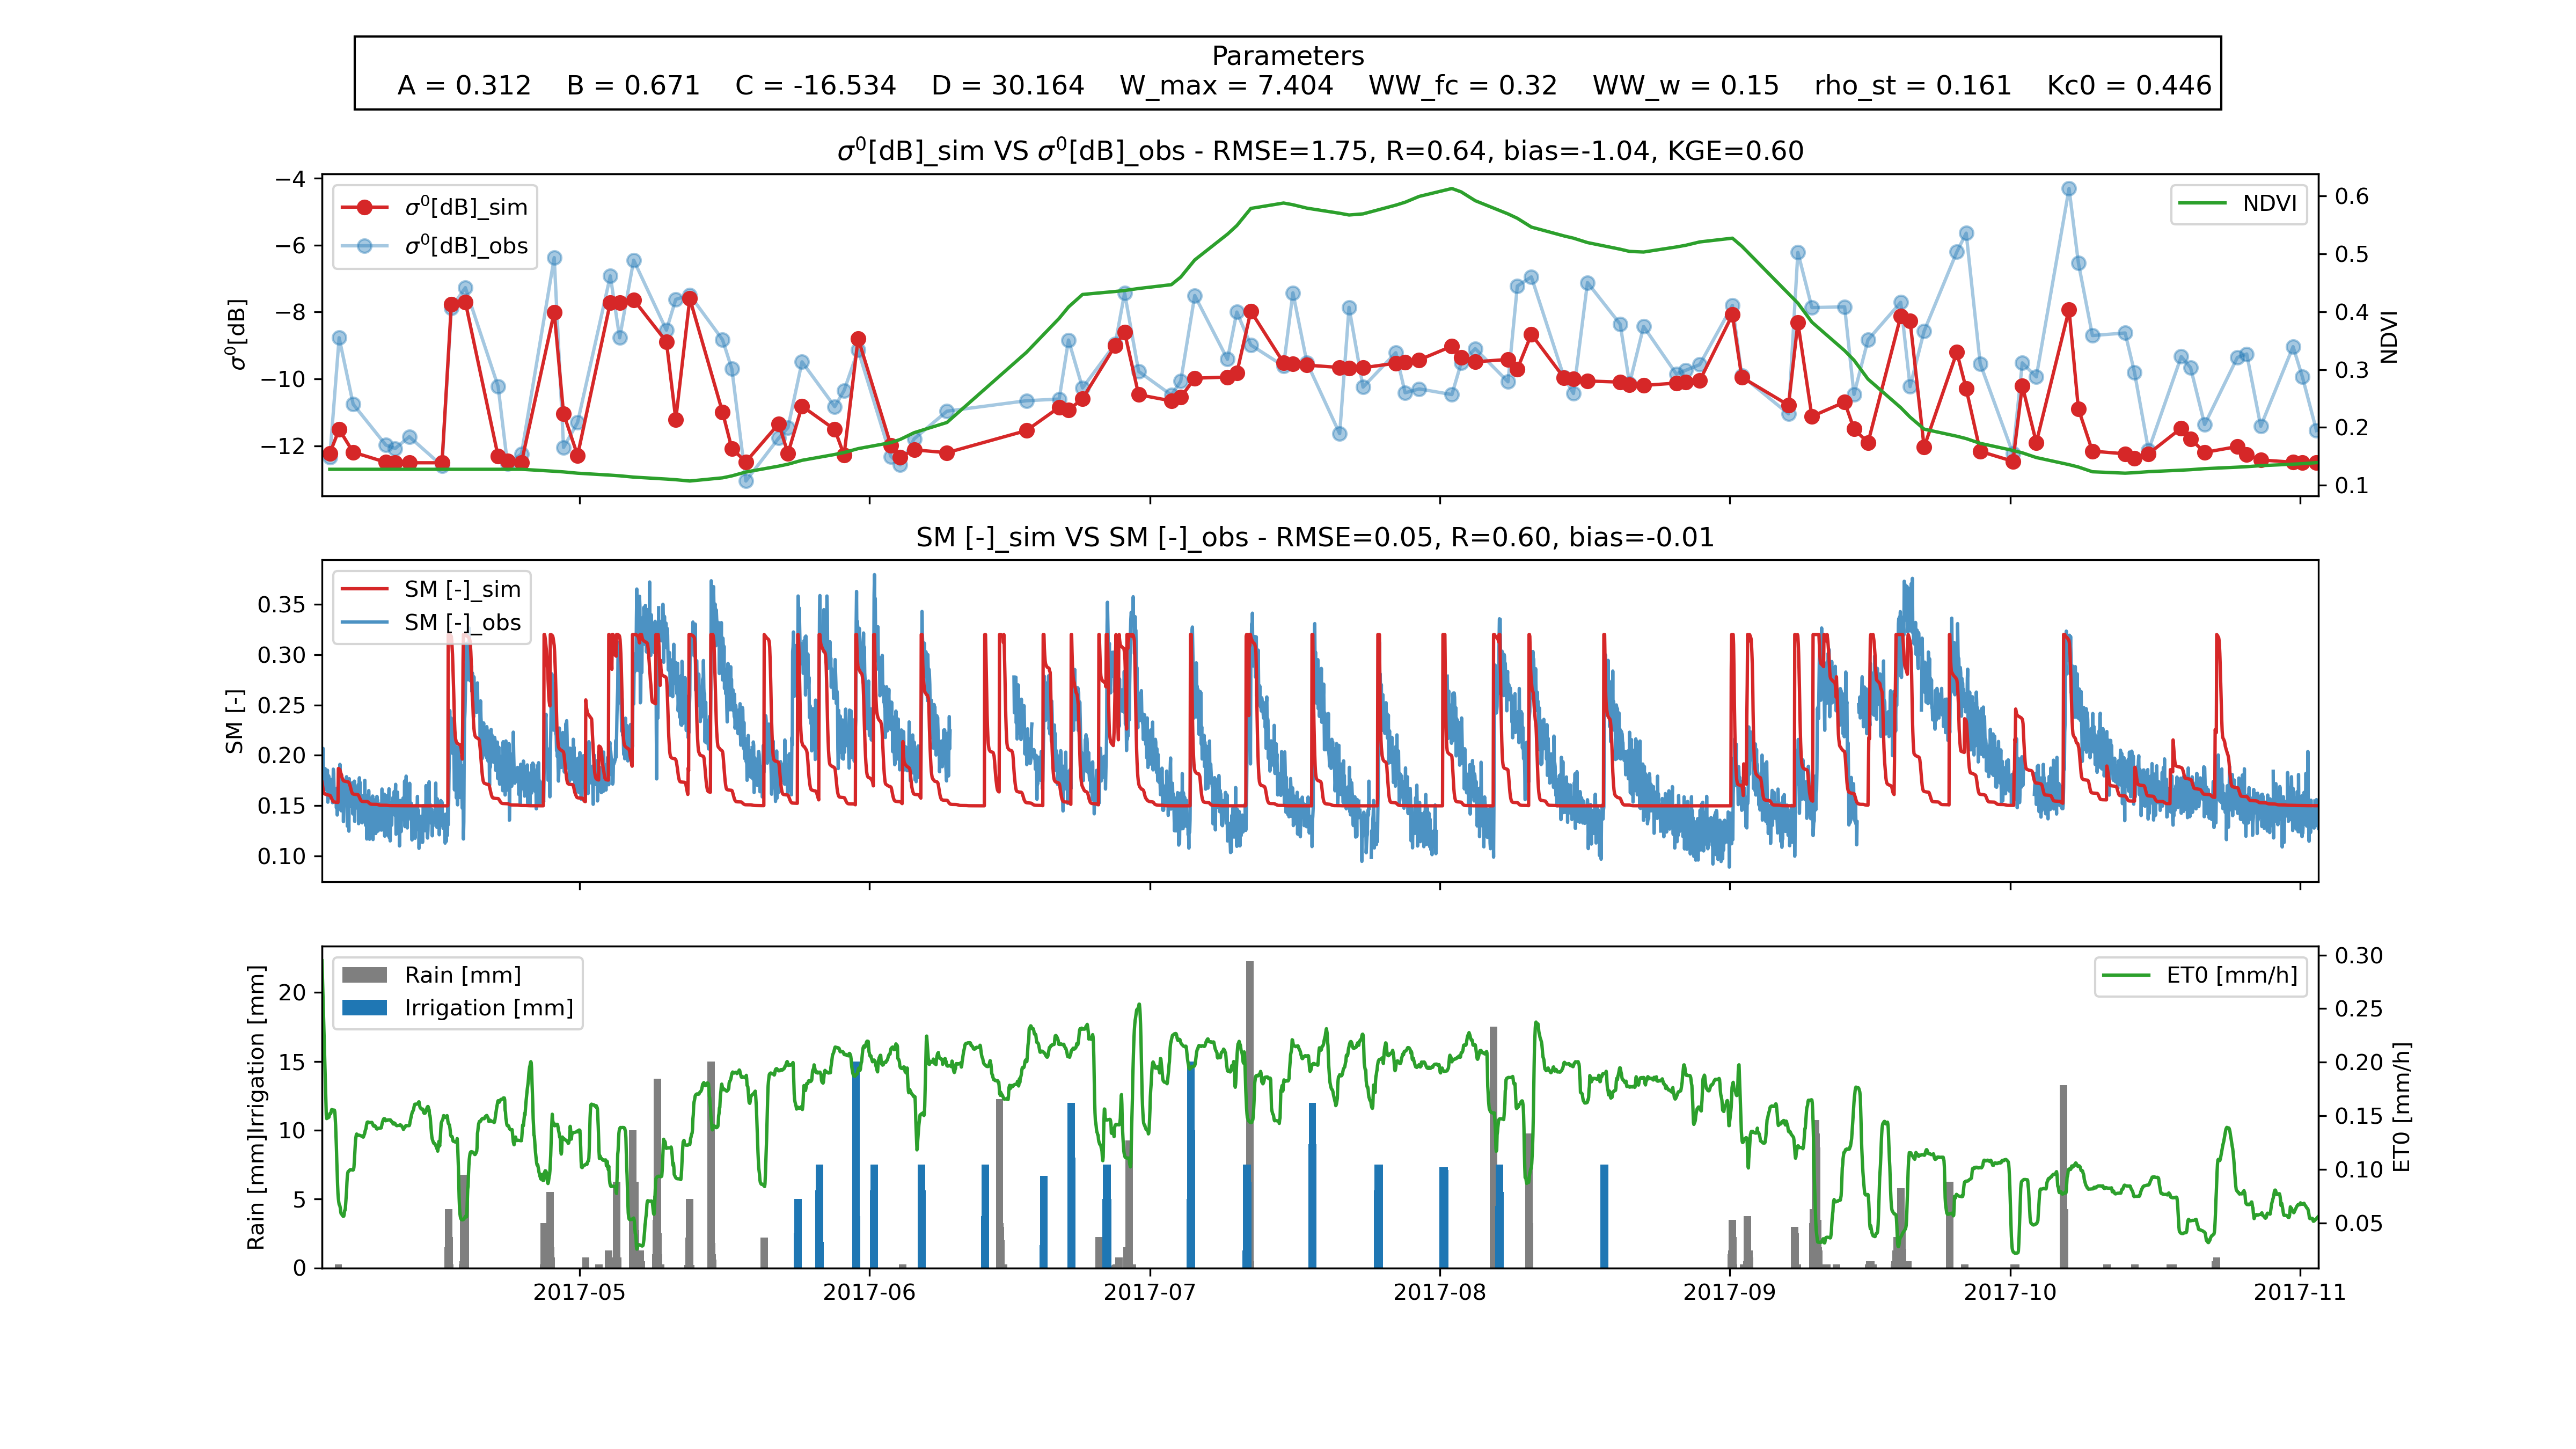 Parameters
A = 0.312 B = 0.671 C = -16.534 D = 30.164 W_max = 7.404 WW_fc = 0.32 WW_w = 0.15 rho_st = 0.161 Kc0 = 0.446
σ⁰[dB]_sim VS σ⁰[dB]_obs - RMSE=1.75, R=0.64, bias=-1.04, KGE=0.60
σ⁰[dB]_sim
σ⁰[dB]_obs
NDVI
−4
−6
−8
−10
−12
σ⁰[dB]
0.6
0.5
0.4
0.3
0.2
0.1
NDVI
SM [-]_sim VS SM [-]_obs - RMSE=0.05, R=0.60, bias=-0.01
SM [-]_sim
SM [-]_obs
0.35
0.30
0.25
0.20
0.15
0.10
SM [-]
Rain [mm]
Irrigation [mm]
ET0 [mm/h]
20
15
10
5
0
Rain [mm]Irrigation [mm]
0.30
0.25
0.20
0.15
0.10
0.05
ET0 [mm/h]
2017-05 2017-06 2017-07 2017-08 2017-09 2017-10 2017-11